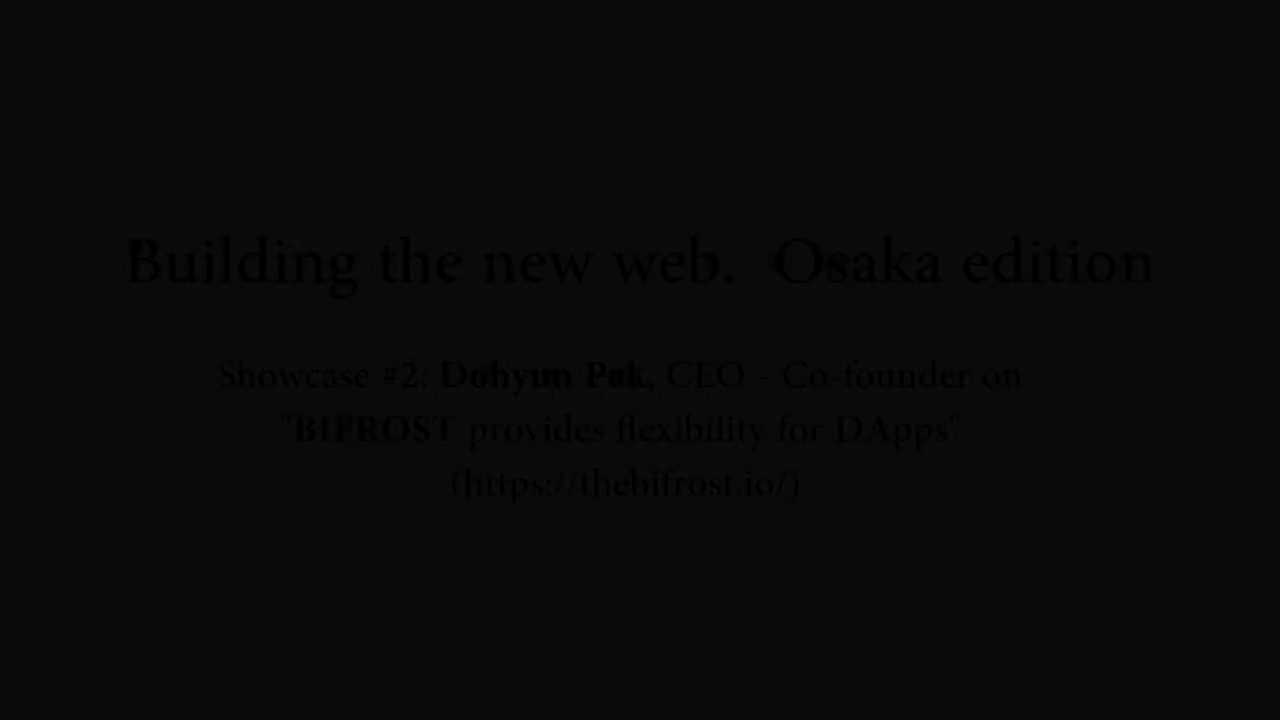 Building the new web. Osaka edition
Showcase #2: Dohyun Pak, CEO - Co-founder on
"BIFROST provides flexibility for DApps"
(https://thebifrost.io/)